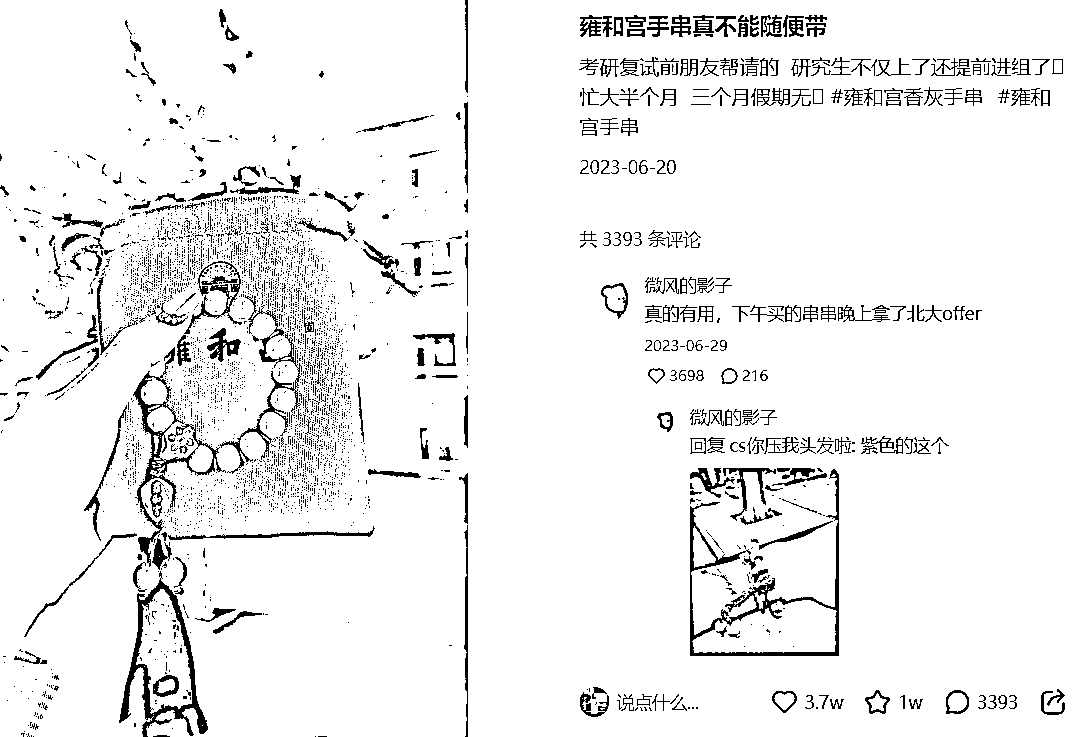 雍和宫手串真不能随便带
考研复试前朋友帮请的 研究生不仅上了还提前进组了
忙大半个月 三个月假期无 #雍和宫香灰手串 #雍和
宫手串
2023-06-20
共 3393 条评论
微风的影子
真的有用，下午买的串串晚上拿了北大offer
2023-06-29
3698 216
微风的影子
回复 cs你压我头发啦: 紫色的这个
说点什么...
3.7w 1w 3393
雍和